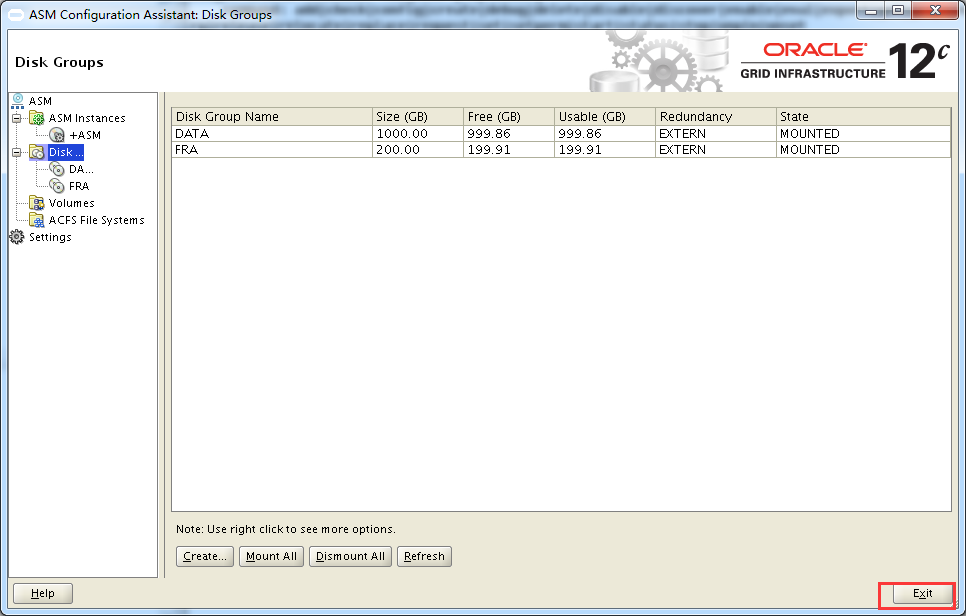 ASM Configuration Assistant: Disk Groups
Disk Groups
ORACLE
GRID INFRASTRUCTURE 12c
ASM
ASM Instances
+ASM
Disk ...
DA...
FRA
Volumes
ACFS File Systems
Settings
Disk Group Name Size (GB) Free (GB) Usable (GB) Redundancy State
DATA 1000.00 999.86 999.86 EXTERN MOUNTED
FRA 200.00 199.91 199.91 EXTERN MOUNTED
Note: Use right click to see more options.
Create... Mount All Dismount All Refresh
Help Exit